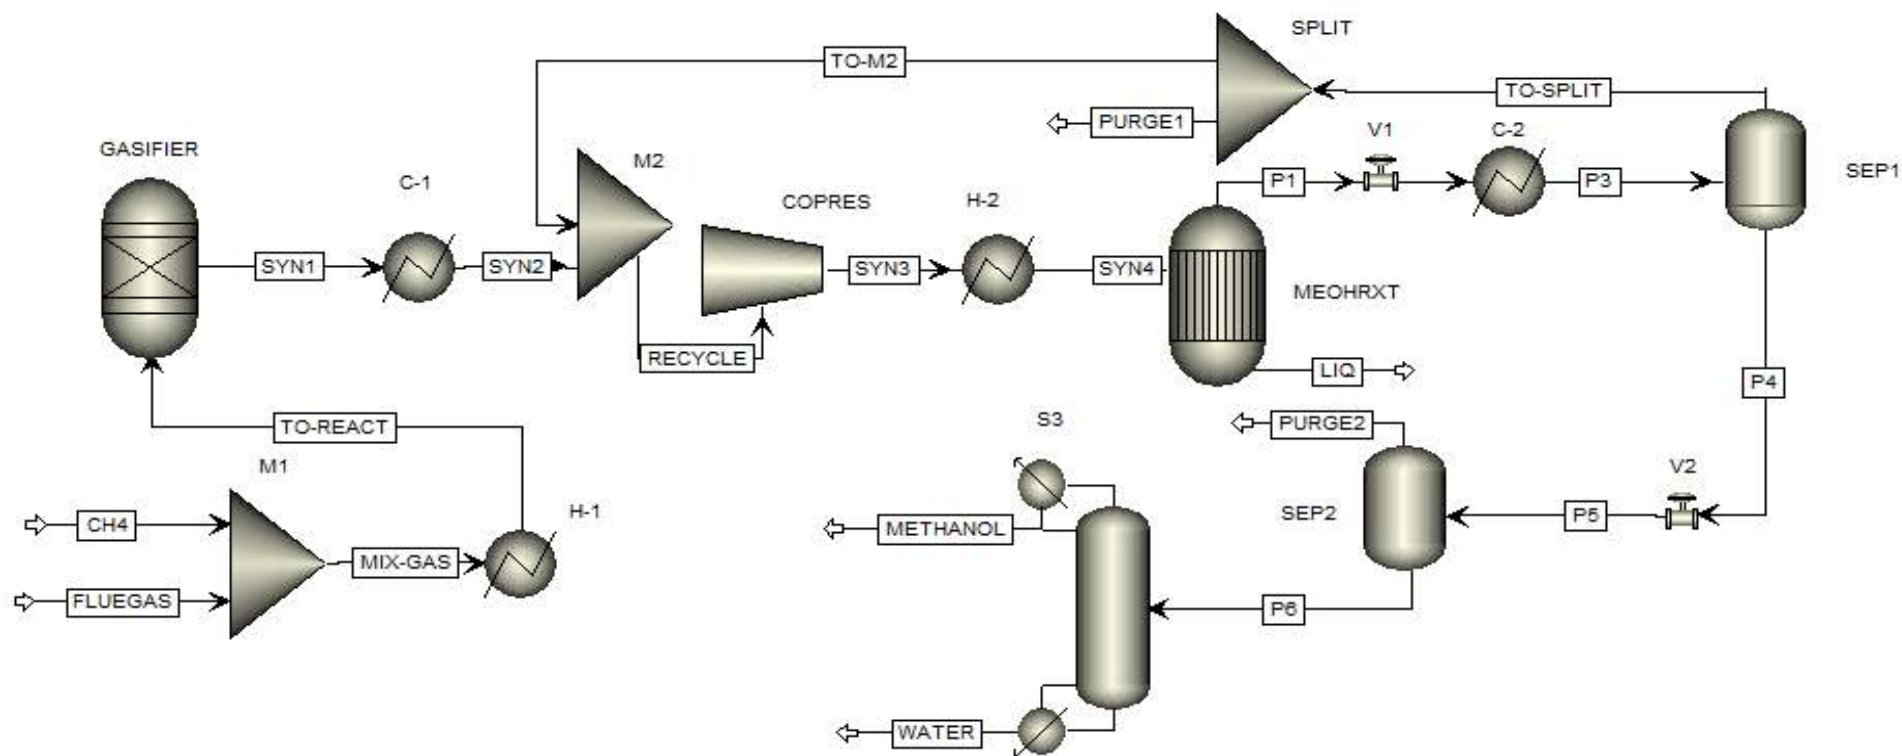 SPLIT
TO-M2
TO-SPLIT
PURGE1
V1
C-2
GASIFIER
M2
SEP1
C-1
P1
P3
COPRES
H-2
SYN1
SYN2
SYN3
SYN4
MEOHRXT
RECYCLE
LIQ
P4
TO-REACT
S3
PURGE2
M1
V2
H-1
SEP2
CH4
METHANOL
P5
MIX-GAS
FLUEGAS
P6
WATER